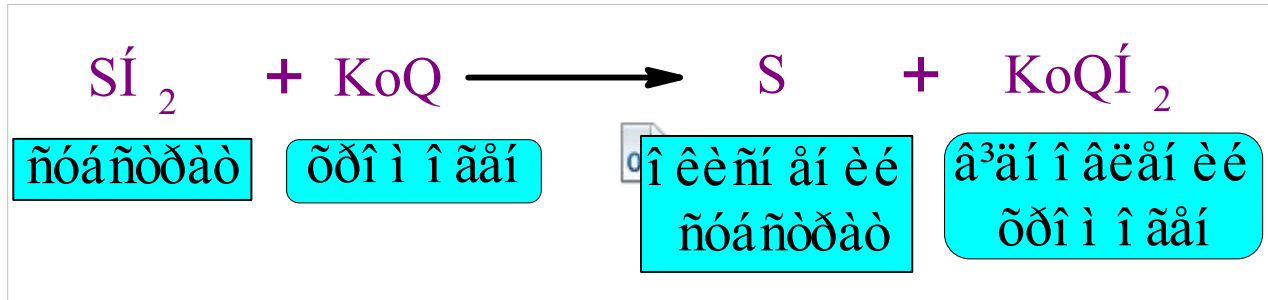 SÍ 2 + KoQ → S + KoQÍ 2
ñóáñòðàò
õðî ì î ãåí
î êèñí åí èé
ñóáñòðàò
â³äí î âëåí èé
õðî ì î ãåí